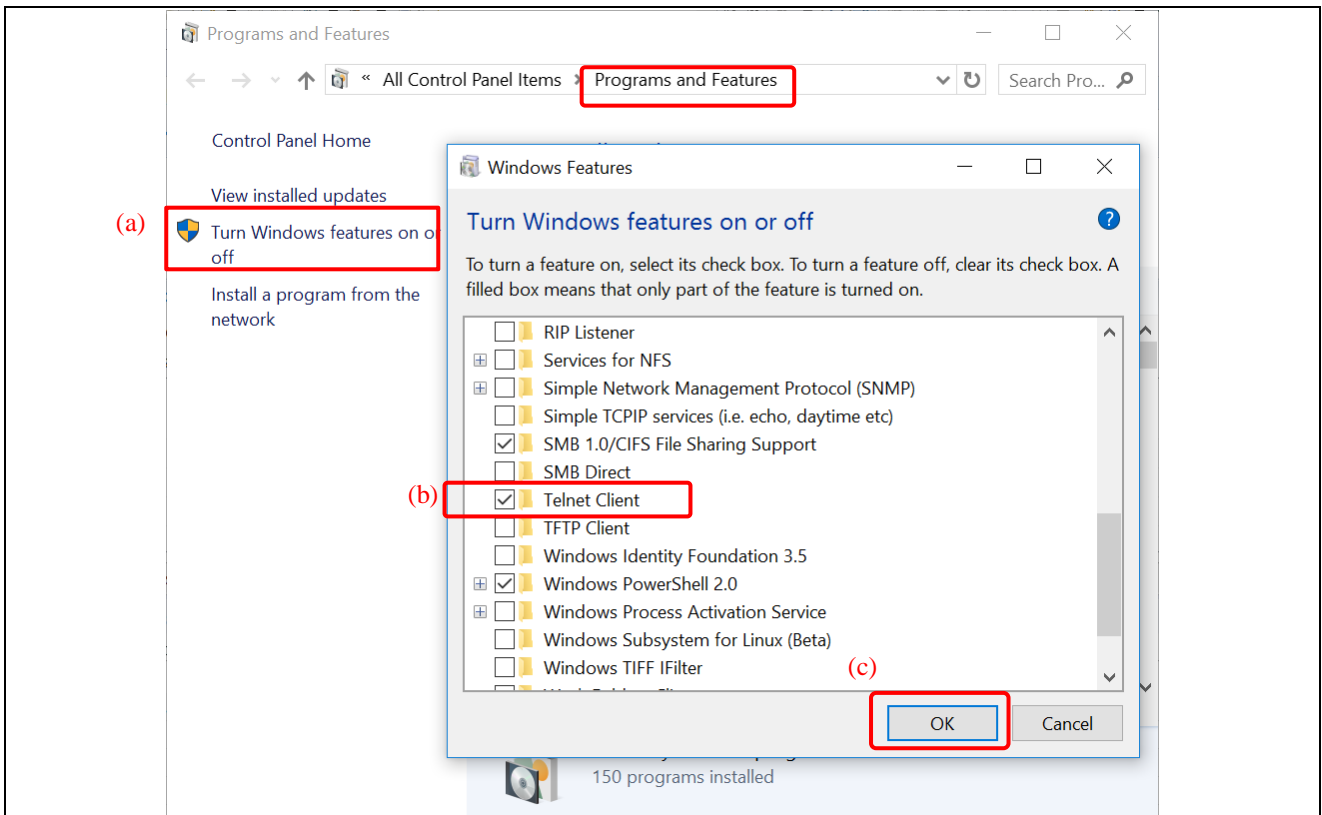 Programs and Features
« All Control Panel Items › Programs and Features
Search Pro...
Control Panel Home
View installed updates
(a)
Turn Windows features on or
off
Install a program from the
network
Windows Features
Turn Windows features on or off
?
To turn a feature on, select its check box. To turn a feature off, clear its check box. A
filled box means that only part of the feature is turned on.
RIP Listener
Services for NFS
Simple Network Management Protocol (SNMP)
Simple TCPIP services (i.e. echo, daytime etc)
SMB 1.0/CIFS File Sharing Support
SMB Direct
(b)
Telnet Client
TFTP Client
Windows Identity Foundation 3.5
Windows PowerShell 2.0
Windows Process Activation Service
Windows Subsystem for Linux (Beta)
Windows TIFF IFilter
(c)
OK
Cancel
150 programs installed